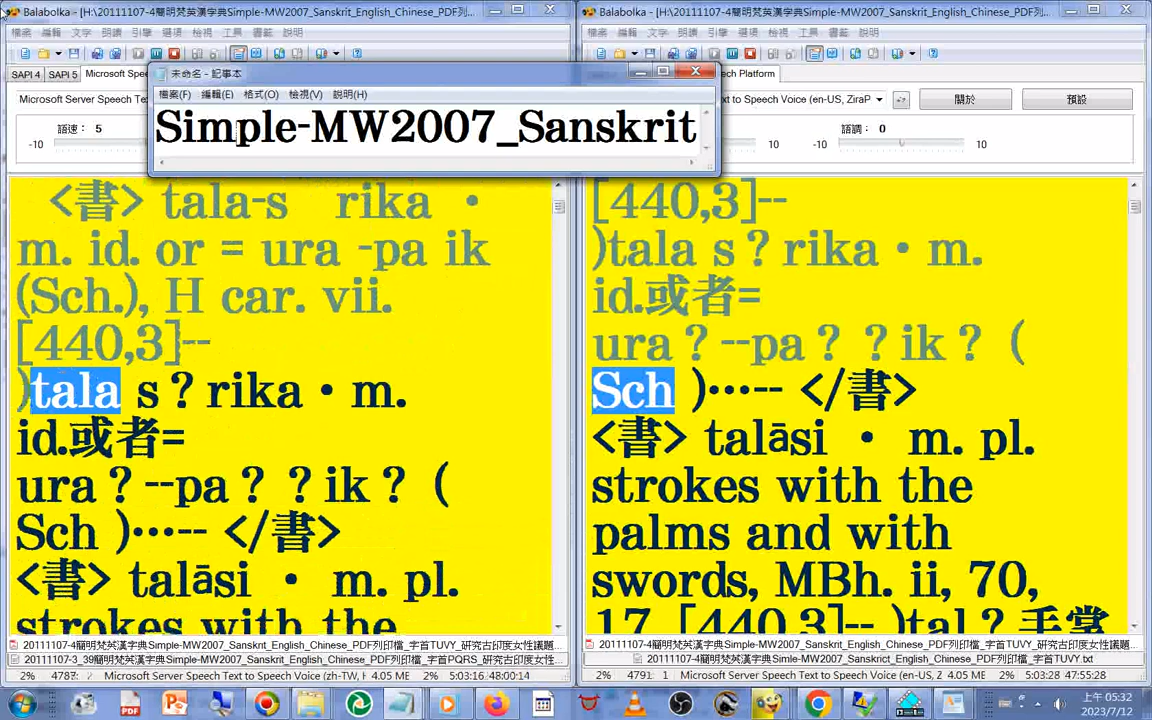 Balabolka - [H:\20111107-4簡明梵英漢字典Simple-MW2007_Sanskrit_English_Chinese_PDF列...
Balabolka - [H:\20111107-4簡明梵英漢字典Simple-MW2007_Sanskrit_English_Chinese_PDF列...
檔案 編輯 文字 朗讀 引擎 選項 檢視 工具 書籤 說明
檔案 編輯 文字 朗讀 引擎 選項 檢視 工具 書籤 說明
SAPI 4 SAPI 5 Microsoft Spee
ech Platform
未命名 - 記事本
檔案(F) 編輯(E) 格式(O) 檢視(V) 說明(H)
Simple-MW2007_Sanskrit
Microsoft Server Speech Text
t to Speech Voice (en-US, ZiraP
關於
預設
語速： 5
-10
10
語調： 0
-10
10
<書> tala-s rika •
m. id. or = ura -pa ik
(Sch.), H car. vii.
[440,3]--
)tala s？rika • m.
id.或者=
ura？--pa？？ik？ (
Sch )…-- </書>
<書> talāsi • m. pl.
strokes with the
[440,3]--
)tala s？rika • m.
id.或者=
ura？--pa？？ik？ (
Sch )…-- </書>
<書> talāsi • m. pl.
strokes with the
palms and with
swords, MBh. ii, 70,
17. [440,3]-- )tal？手掌
20111107-4簡明梵英漢字典Simple-MW2007_Sanskrit_English_Chinese_PDF列印檔_字首TUVY_研究古印度女性議題...
20111107-3_39簡明梵英漢字典Simple-MW2007_Sanskrit_English_Chinese_PDF列印檔_字首PQRS_研究古印度女性...
20111107-4簡明梵英漢字典Simple-MW2007_Sanskrit_English_Chinese_PDF列印檔_字首TUVY_研究古印度女性議題...
20111107-4簡明梵英漢字典Simle-MW2007_Sanskrict_English_Chinese_PDF列印檔_字首TUVY.txt
2% 4787: 4.05 ME 2% Microsoft Server Speech Text to Speech Voice (zh-TW, 5:03:16 48:00:14
2% 4791: 1 4.05 ME 2% Microsoft Server Speech Text to Speech Voice (en-US, Z 5:03:28 47:55:28
上午 05:32
2023/7/12